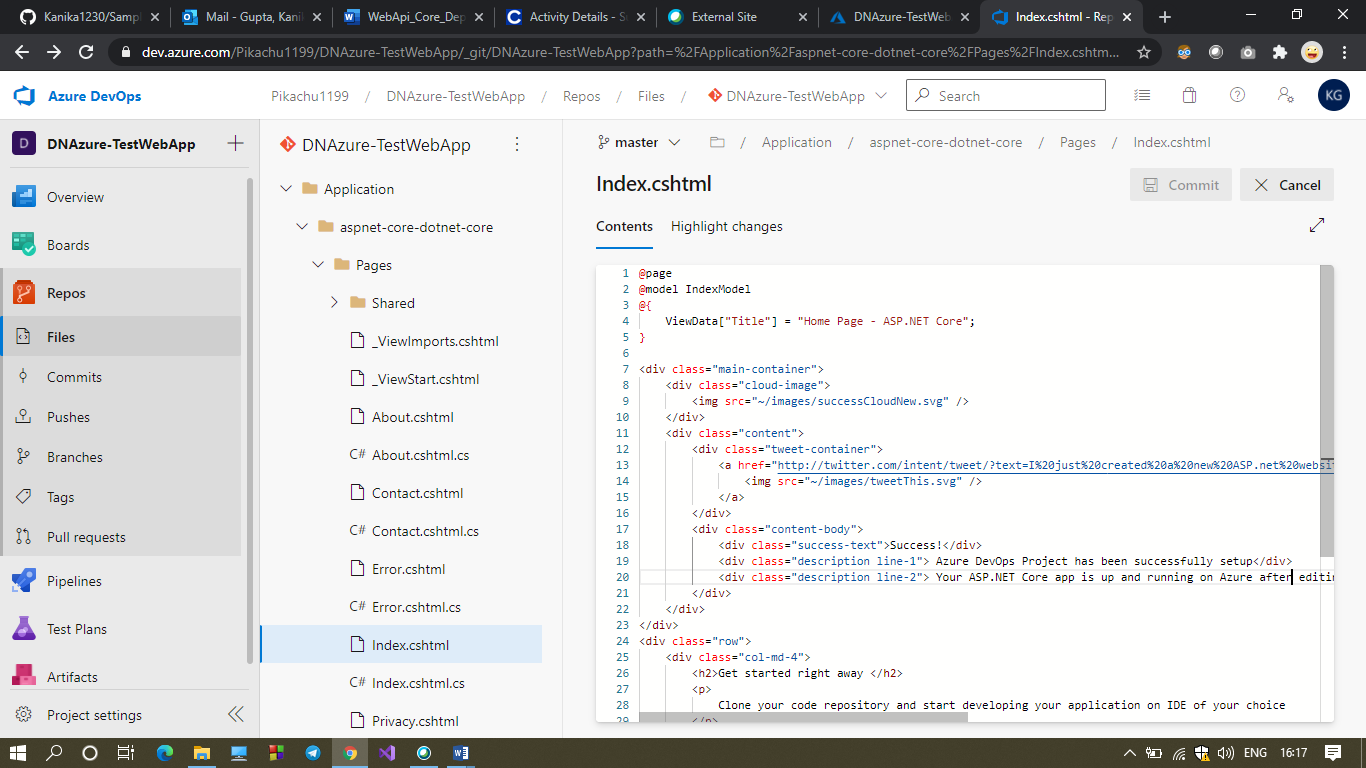 Kanika1230/Samp
Mail - Gupta, Kani
WebApi_Core_Dep
Activity Details - S
External Site
DNAzure-TestWeb
Index.cshtml - Rep
dev.azure.com/Pikachu1199/DNAzure-TestWebApp/_git/DNAzure-TestWebApp?path=%2FApplication%2Faspnet-core-dotnet-core%2FPages%2FIndex.cshtm...
Azure DevOps
Pikachu1199 / DNAzure-TestWebApp / Repos / Files / DNAzure-TestWebApp
Search
KG
D
DNAzure-TestWebApp
Overview
Boards
Repos
Files
Commits
Pushes
Branches
Tags
Pull requests
Pipelines
Test Plans
Artifacts
Project settings
DNAzure-TestWebApp
Application
aspnet-core-dotnet-core
Pages
Shared
_ViewImports.cshtml
_ViewStart.cshtml
About.cshtml
C# About.cshtml.cs
Contact.cshtml
C# Contact.cshtml.cs
Error.cshtml
C# Error.cshtml.cs
Index.cshtml
C# Index.cshtml.cs
Privacy.cshtml
master / Application / aspnet-core-dotnet-core / Pages / Index.cshtml
Index.cshtml
Commit
Cancel
Contents
Highlight changes
1 @page
2 @model IndexModel
3 @{
4 ViewData["Title"] = "Home Page - ASP.NET Core";
5 }
6
7 <div class="main-container">
8 <div class="cloud-image">
9 <img src="~/images/successCloudNew.svg" />
10 </div>
11 <div class="content">
12 <div class="tweet-container">
13 <a href="http://twitter.com/intent/tweet/?text=I%20just%20created%20a%20new%20ASP.net%20websi
14 <img src="~/images/tweetThis.svg" />
15 </a>
16 </div>
17 <div class="content-body">
18 <div class="success-text">Success!</div>
19 <div class="description line-1"> Azure DevOps Project has been successfully setup</div>
20 <div class="description line-2"> Your ASP.NET Core app is up and running on Azure after editi
21 </div>
22 </div>
23 </div>
24 <div class="row">
25 <div class="col-md-4">
26 <h2>Get started right away </h2>
27 <p>
28 Clone your code repository and start developing your application on IDE of your choice
29 </p>
ENG
16:17